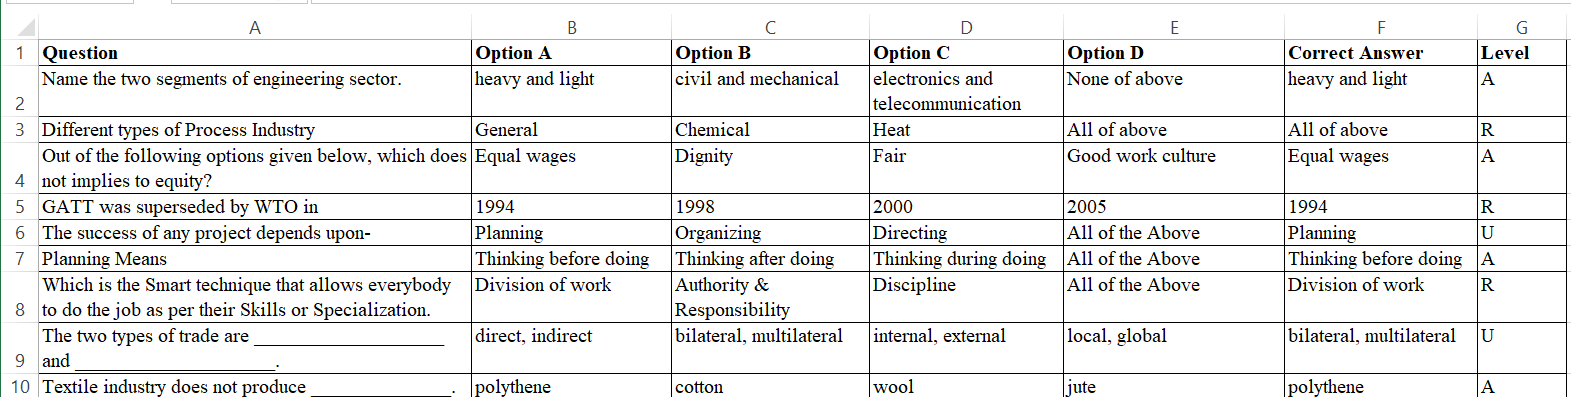 A B C D E F G
1 Question Option A Option B Option C Option D Correct Answer Level
Name the two segments of engineering sector. heavy and light civil and mechanical electronics and None of above heavy and light A
2 telecommunication
3 Different types of Process Industry General Chemical Heat All of above All of above R
Out of the following options given below, which does Equal wages Dignity Fair Good work culture Equal wages A
4 not implies to equity?
5 GATT was superseded by WTO in 1994 1998 2000 2005 1994 R
6 The success of any project depends upon- Planning Organizing Directing All of the Above Planning U
7 Planning Means Thinking before doing Thinking after doing Thinking during doing All of the Above Thinking before doing A
Which is the Smart technique that allows everybody Division of work Authority & Discipline All of the Above Division of work R
8 to do the job as per their Skills or Specialization. Responsibility
The two types of trade are ____________________ direct, indirect bilateral, multilateral internal, external local, global bilateral, multilateral U
9 and _____________________.
10 Textile industry does not produce _______________. polythene cotton wool jute polythene A